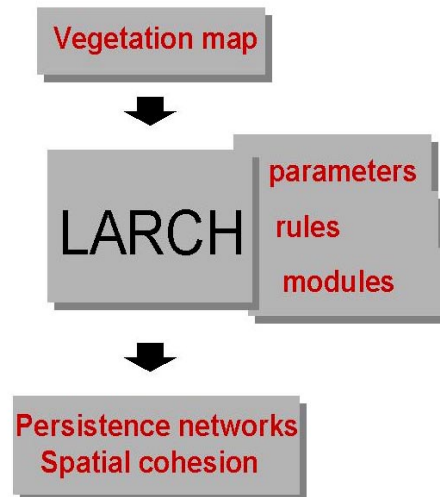 Vegetation map
LARCH
parameters
rules
modules
Persistence networks
Spatial cohesion